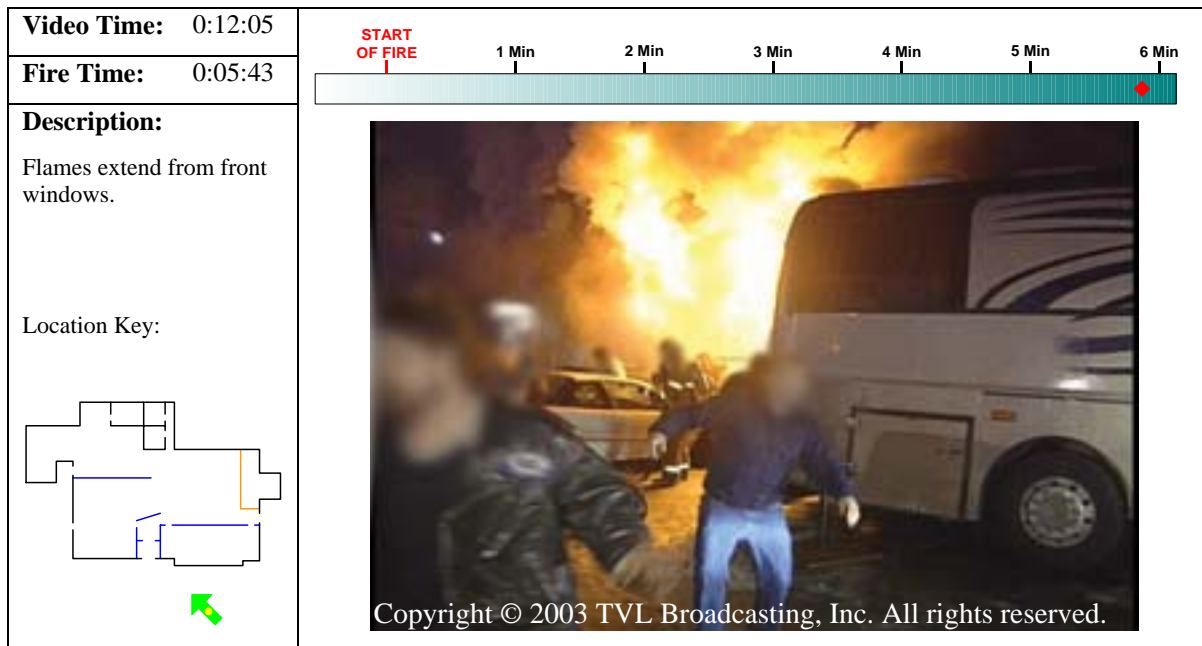 Video Time: 0:12:05
Fire Time: 0:05:43
Description:
Flames extend from front
windows.
Location Key:
START
OF FIRE
1 Min
2 Min
3 Min
4 Min
5 Min
6 Min
Copyright © 2003 TVL Broadcasting, Inc. All rights reserved.